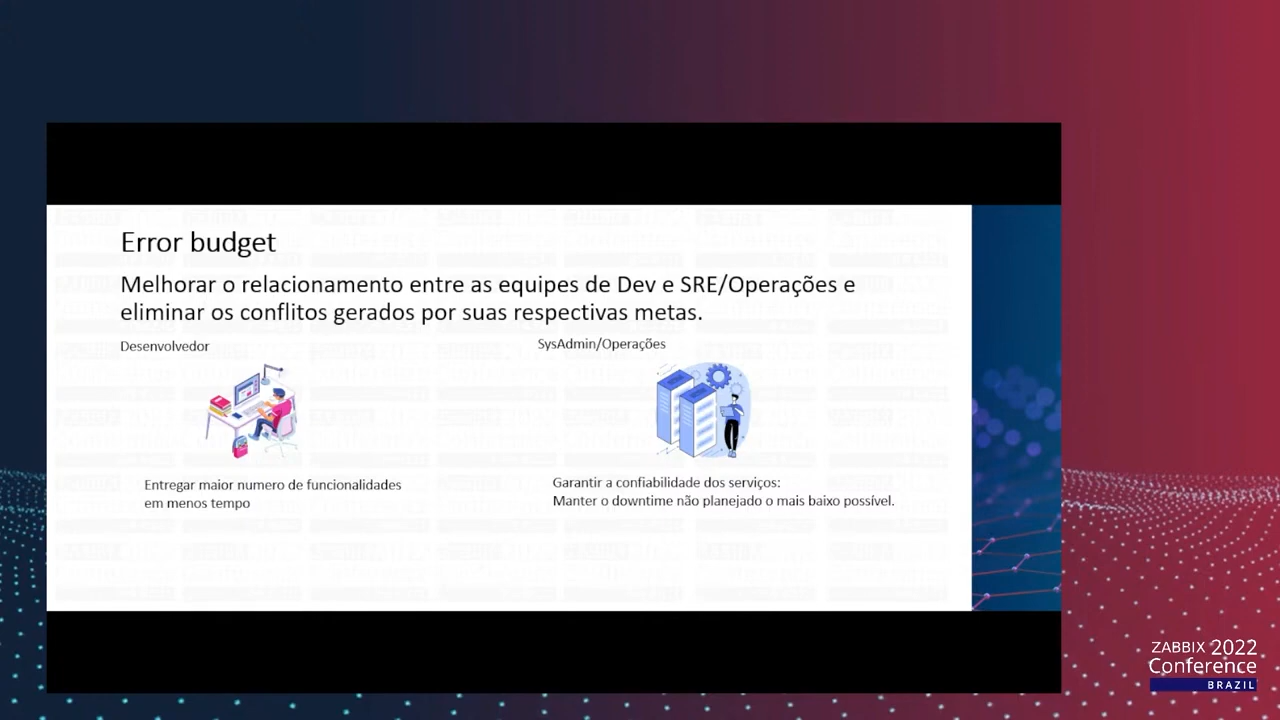 Error budget
Melhorar o relacionamento entre as equipes de Dev e SRE/Operações e
eliminar os conflitos gerados por suas respectivas metas.
Desenvolvedor
SysAdmin/Operações
Entregar maior numero de funcionalidades
em menos tempo
Garantir a confiabilidade dos serviços:
Manter o downtime não planejado o mais baixo possível.
ZABBIX 2022
Conference
BRAZIL